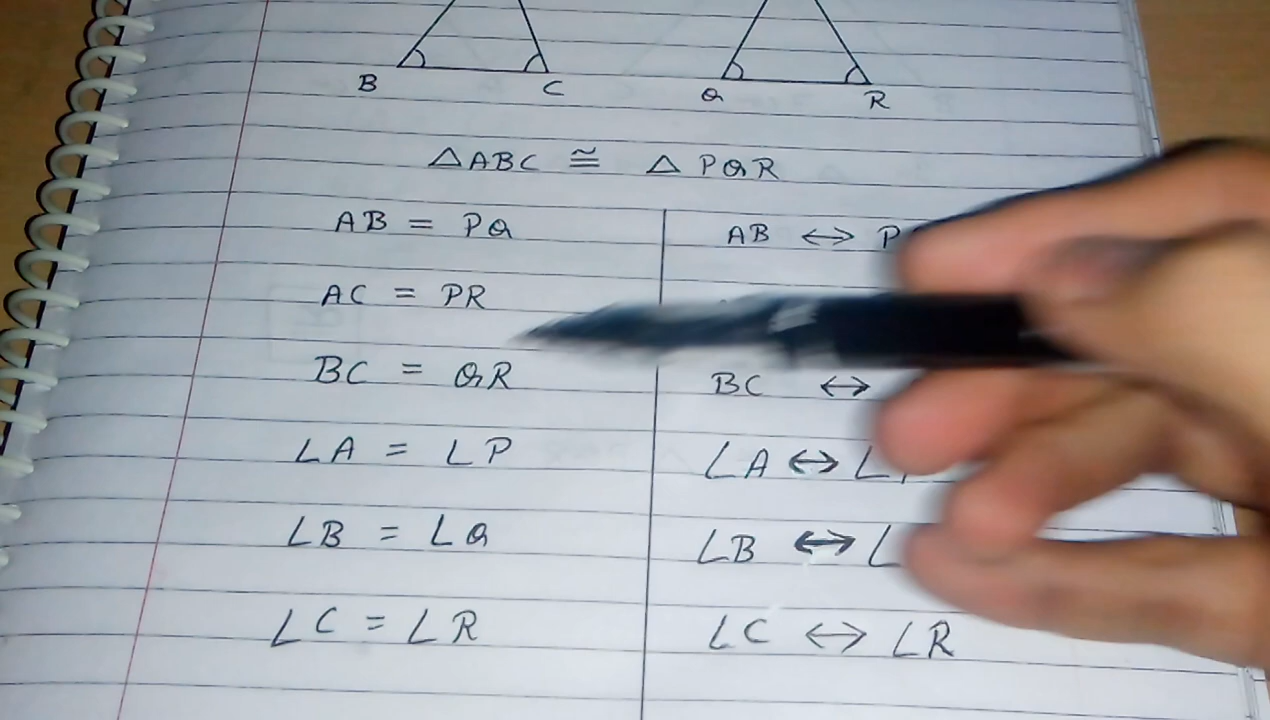 B C Q R
△ABC ≅ △PQR
AB = PQ AB ↔
AC = PR
BC = QR BC ↔
∠A = ∠P ∠A ↔
∠B = ∠Q ∠B ↔ ∠
∠C = ∠R ∠C ↔ ∠R